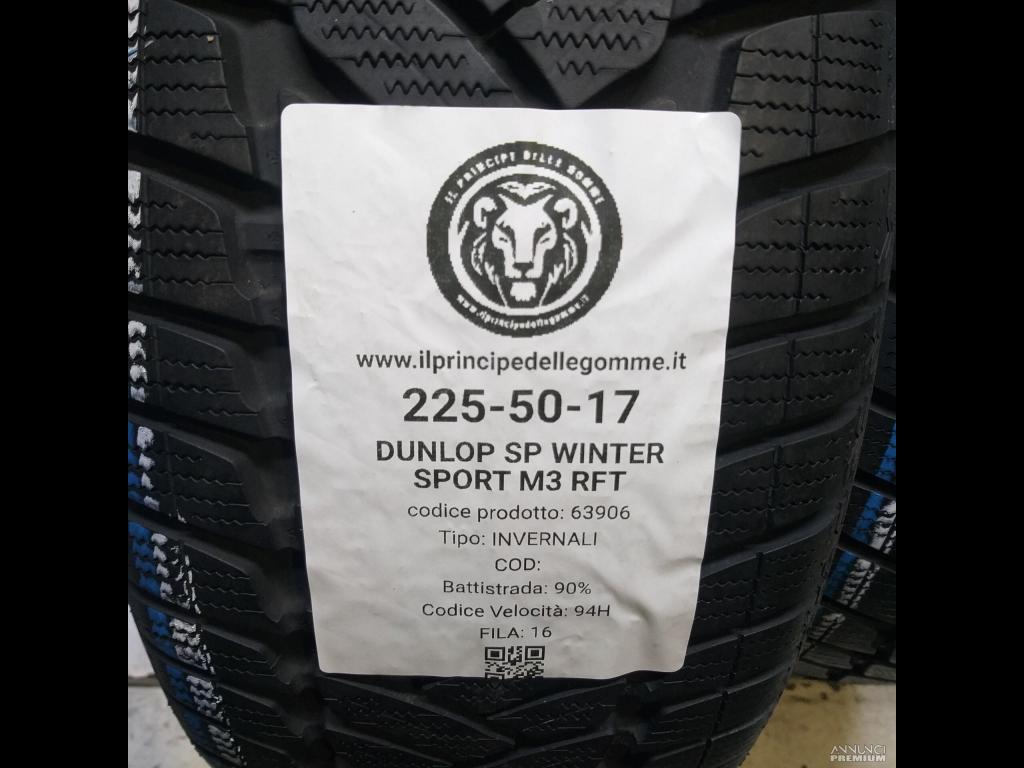 IL PRINCIPE DELLE GOMME
www.ilprincipedellegomme.it
www.ilprincipedellegomme.it
225-50-17
DUNLOP SP WINTER
SPORT M3 RFT
codice prodotto: 63906
Tipo: INVERNALI
COD:
Battistrada: 90%
Codice Velocità: 94H
FILA: 16
ANNUNCI
PREMIUM